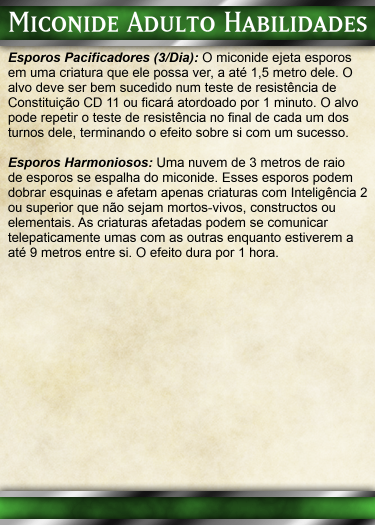 Miconide Adulto Habilidades
Esporos Pacificadores (3/Dia): O miconide ejeta esporos
em uma criatura que ele possa ver, a até 1,5 metro dele. O
alvo deve ser bem sucedido num teste de resistência de
Constituição CD 11 ou ficará atordoado por 1 minuto. O alvo
pode repetir o teste de resistência no final de cada um dos
turnos dele, terminando o efeito sobre si com um sucesso.
Esporos Harmoniosos: Uma nuvem de 3 metros de raio
de esporos se espalha do miconide. Esses esporos podem
dobrar esquinas e afetam apenas criaturas com Inteligência 2
ou superior que não sejam mortos-vivos, constructos ou
elementais. As criaturas afetadas podem se comunicar
telepaticamente umas com as outras enquanto estiverem a
até 9 metros entre si. O efeito dura por 1 hora.